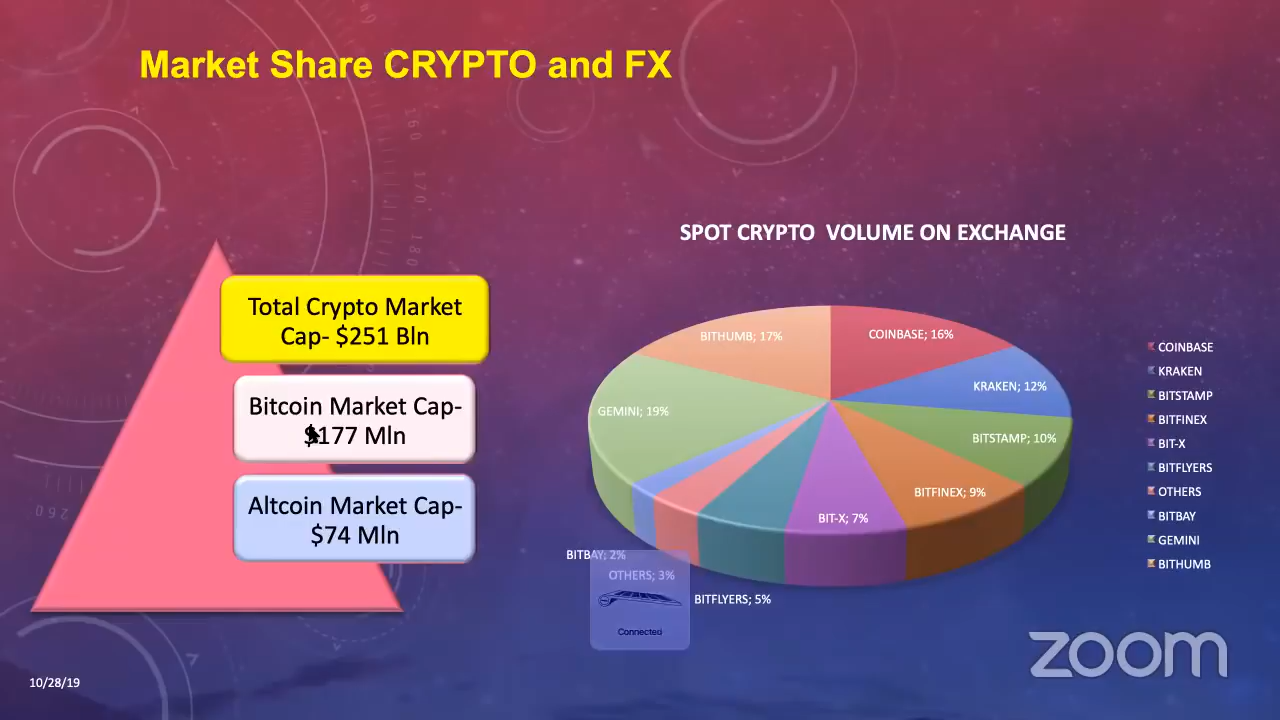 Market Share CRYPTO and FX
Total Crypto Market
Cap- $251 Bln
Bitcoin Market Cap-
$177 Mln
Altcoin Market Cap-
$74 Mln
SPOT CRYPTO VOLUME ON EXCHANGE
BITHUMB; 17%
COINBASE; 16%
KRAKEN; 12%
GEMINI; 19%
BITSTAMP; 10%
BITFINEX; 9%
BIT-X; 7%
BITBAY; 2%
OTHERS; 3%
BITFLYERS; 5%
Connected
COINBASE
KRAKEN
BITSTAMP
BITFINEX
BIT-X
BITFLYERS
OTHERS
BITBAY
GEMINI
BITHUMB
zoom
10/28/19